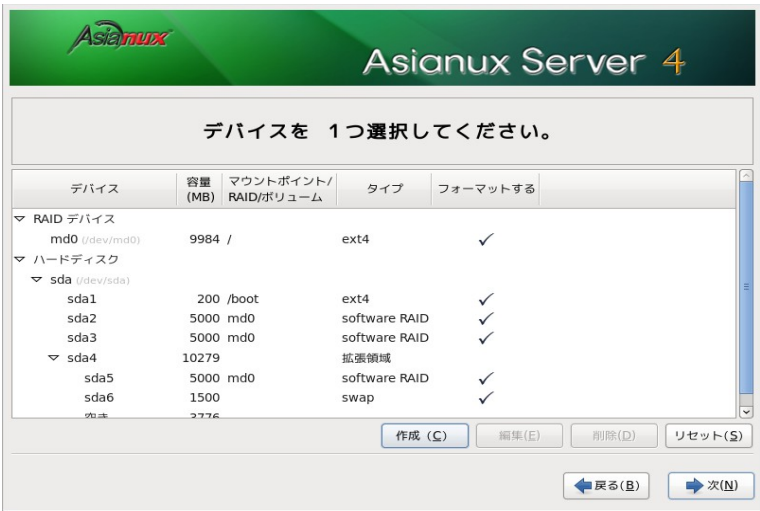 Asianux
Asianux Server 4
デバイスを 1つ選択してください。
デバイス 容量 (MB) マウントポイント/ RAID/ボリューム タイプ フォーマットする
RAID デバイス
md0 (/dev/md0) 9984 / ext4
ハードディスク
sda (/dev/sda)
sda1 200 /boot ext4
sda2 5000 md0 software RAID
sda3 5000 md0 software RAID
sda4 10279 拡張領域
sda5 5000 md0 software RAID
sda6 1500 swap
空き 3776
作成 (C) 編集(E) 削除(D) リセット(S)
戻る(B) 次(N)